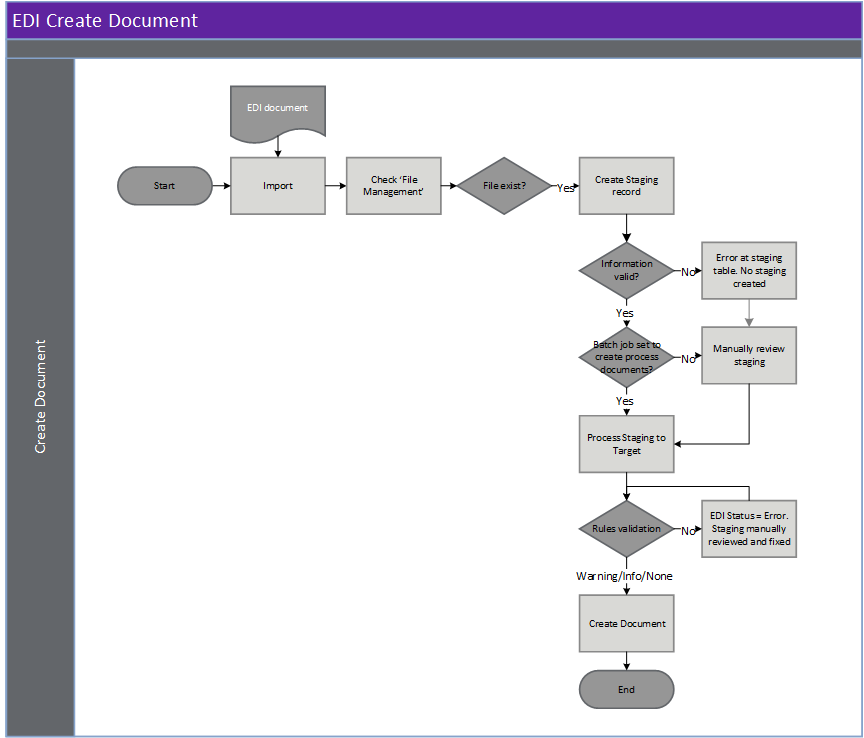 EDI Create Document
Create Document
EDI document
Start
Import
Check ‘File
Management’
File exist?
Yes
Create Staging
record
Information
valid?
No
Error at staging
table. No staging
created
Yes
Batch job set to
create process
documents?
No
Manually review
staging
Yes
Process Staging to
Target
Rules validation
No
EDI Status = Error.
Staging manually
reviewed and fixed
Warning/Info/None
Create Document
End